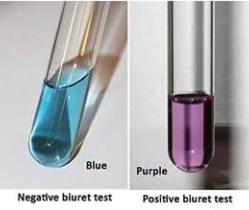 Blue
Purple
Negative biuret test
Positive biuret test